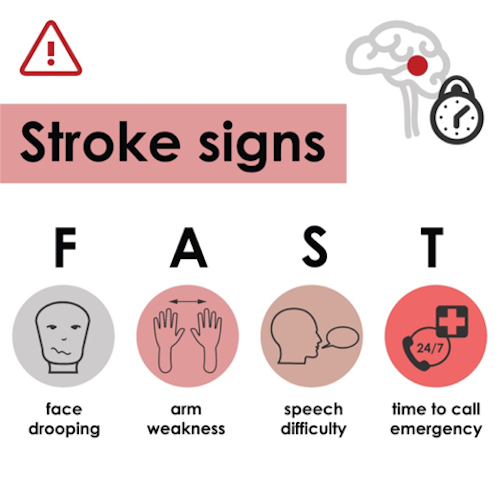 Stroke signs
F A S T
face drooping
arm weakness
speech difficulty
24/7
time to call emergency